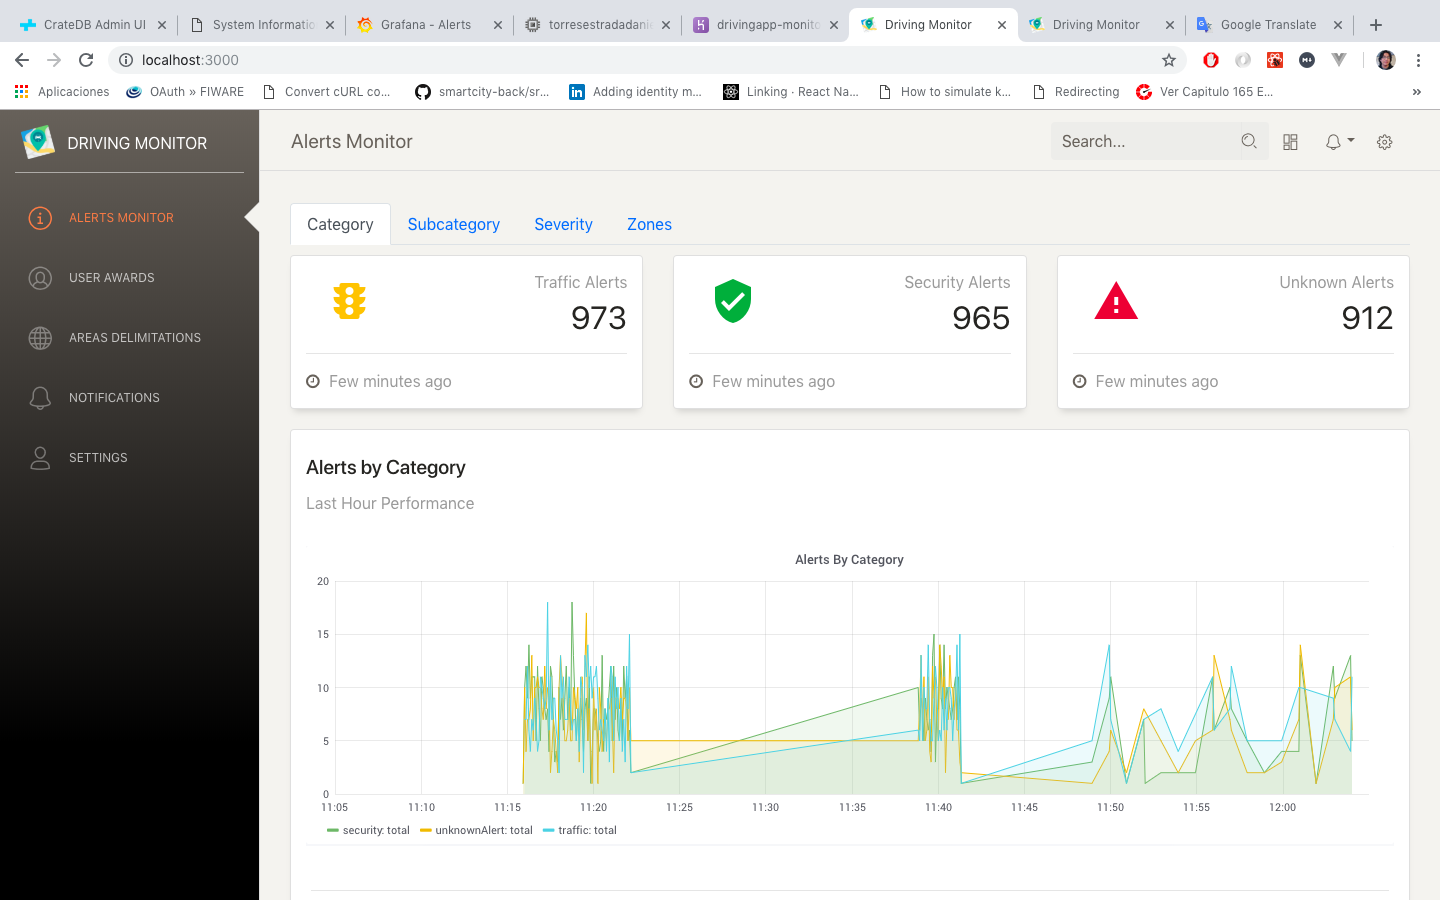 CrateDB Admin UI
System Informatio
Grafana - Alerts
torresestradadanie
drivingapp-monito
Driving Monitor
Driving Monitor
Google Translate
localhost:3000
Aplicaciones
OAuth » FIWARE
Convert cURL co...
smartcity-back/sr...
Adding identity m...
Linking · React Na...
How to simulate k...
Redirecting
Ver Capitulo 165 E...
»
DRIVING MONITOR
Alerts Monitor
Search...
ALERTS MONITOR
USER AWARDS
AREAS DELIMITATIONS
NOTIFICATIONS
SETTINGS
Category
Subcategory
Severity
Zones
Traffic Alerts
973
Few minutes ago
Security Alerts
965
Few minutes ago
Unknown Alerts
912
Few minutes ago
Alerts by Category
Last Hour Performance
Alerts By Category
20
15
10
5
0
11:05 11:10 11:15 11:20 11:25 11:30 11:35 11:40 11:45 11:50 11:55 12:00
security: total unknownAlert: total traffic: total